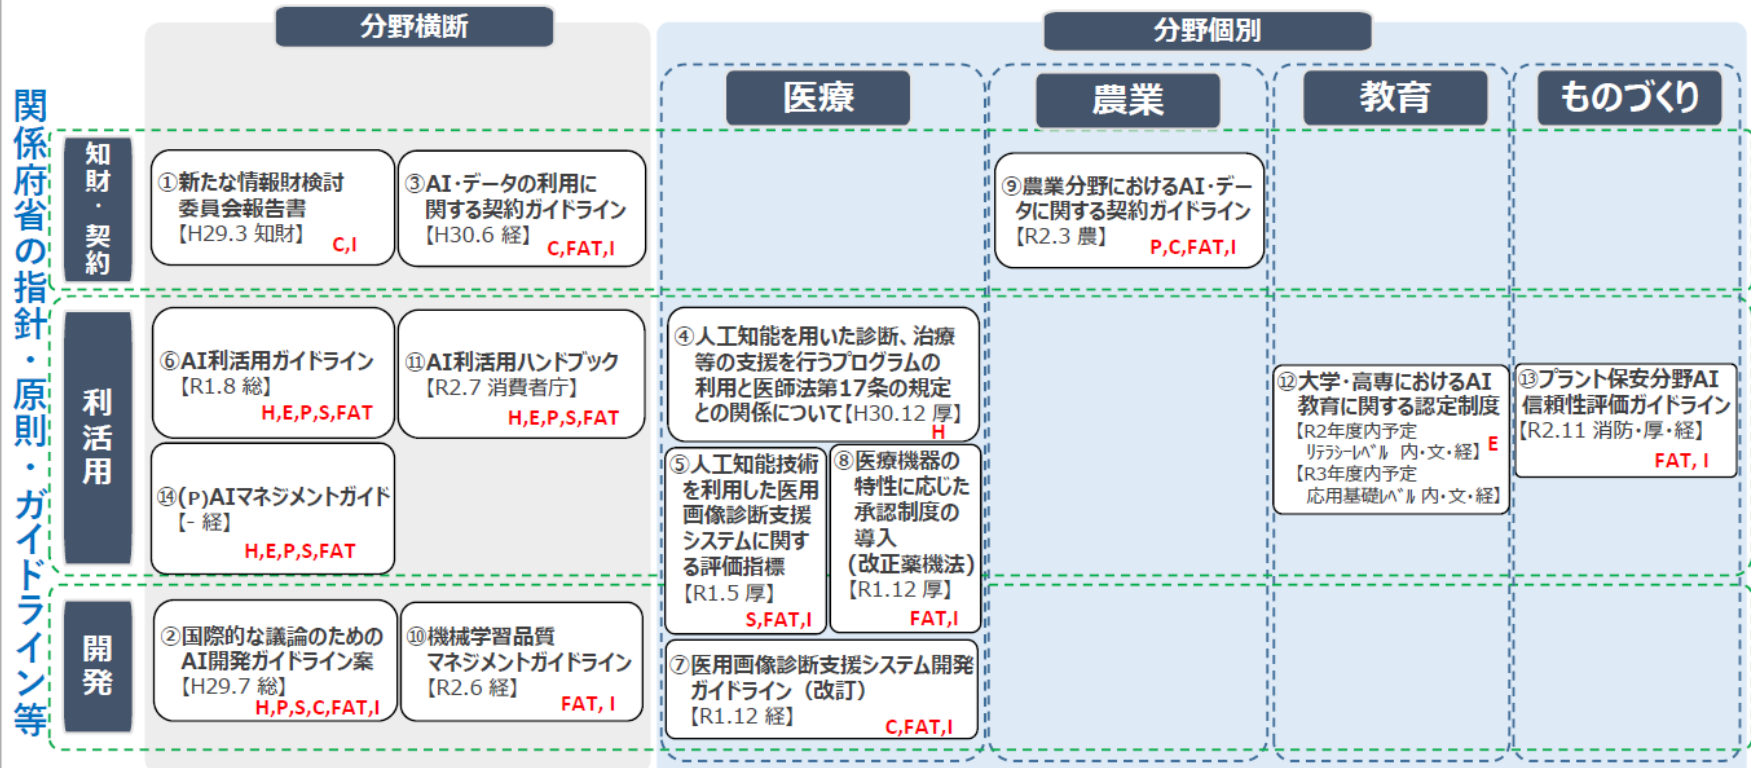 分野横断
分野個別
医療
農業
教育
ものづくり
関係府省の指針・原則・ガイドライン等
知財・契約
①新たな情報財検討
委員会報告書
【H29.3 知財】
C,I
③AI・データの利用に
関する契約ガイドライン
【H30.6 経】
C,FAT,I
⑨農業分野におけるAI・デー
タに関する契約ガイドライン
【R2.3 農】
P,C,FAT,I
利活用
⑥AI利活用ガイドライン
【R1.8 総】
H,E,P,S,FAT
⑪AI利活用ハンドブック
【R2.7 消費者庁】
H,E,P,S,FAT
⑭(P)AIマネジメントガイド
【- 経】
H,E,P,S,FAT
④人工知能を用いた診断、治療
等の支援を行うプログラムの
利用と医師法第17条の規定
との関係について【H30.12 厚】
H
⑤人工知能技術
を利用した医用
画像診断支援
システムに関す
る評価指標
【R1.5 厚】
S,FAT,I
⑧医療機器の
特性に応じた
承認制度の
導入
(改正薬機法)
【R1.12 厚】
FAT,I
⑫大学・高専におけるAI
教育に関する認定制度
【R2年度内予定
ﾘﾃﾗｼｰﾚﾍﾞﾙ 内・文・経】
E
【R3年度内予定
応用基礎ﾚﾍﾞﾙ 内・文・経】
⑬プラント保安分野AI
信頼性評価ガイドライン
【R2.11 消防・厚・経】
FAT, I
開発
②国際的な議論のための
AI開発ガイドライン案
【H29.7 総】
H,P,S,C,FAT,I
⑩機械学習品質
マネジメントガイドライン
【R2.6 経】
FAT, I
⑦医用画像診断支援システム開発
ガイドライン（改訂）
【R1.12 経】
C,FAT,I